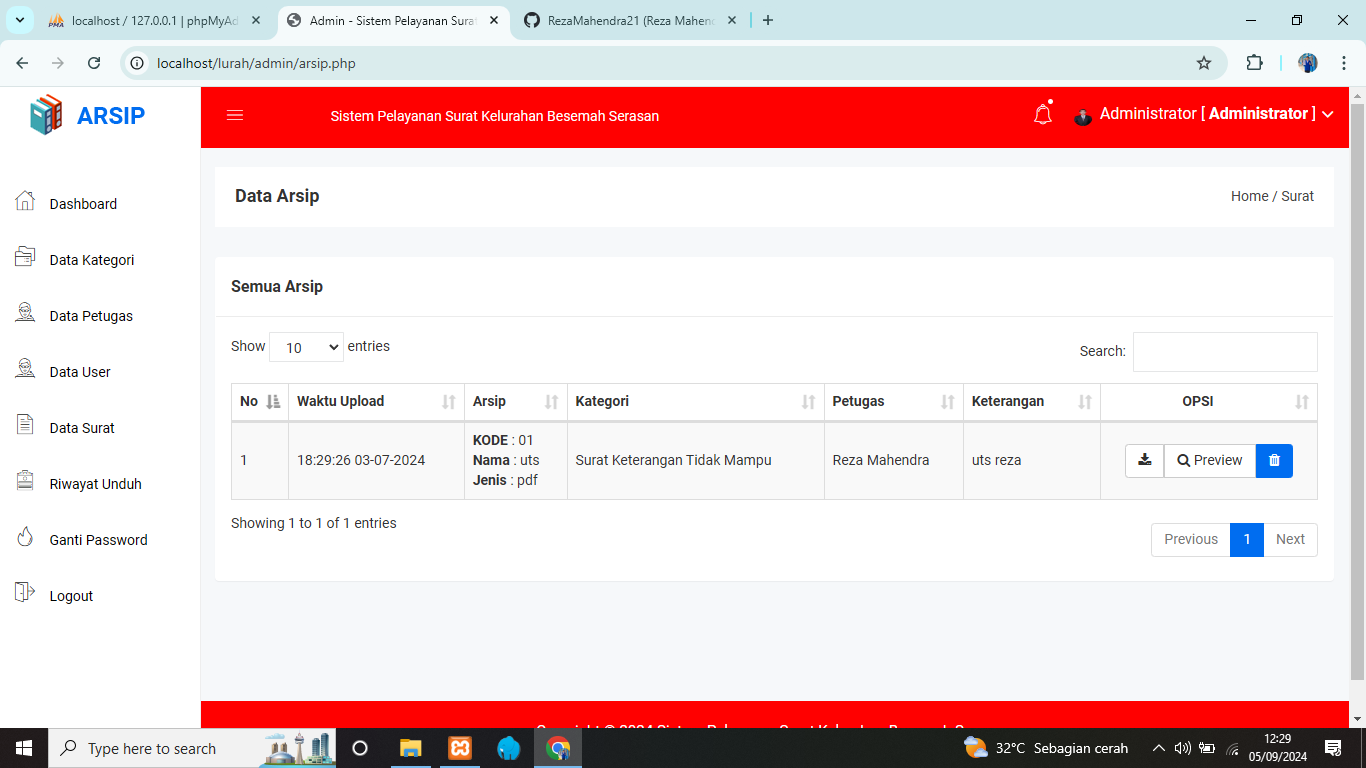 localhost / 127.0.0.1 | phpMyAd
Admin - Sistem Pelayanan Surat
RezaMahendra21 (Reza Mahend
localhost/lurah/admin/arsip.php
ARSIP
Sistem Pelayanan Surat Kelurahan Besemah Serasan
Administrator [ Administrator ]
Dashboard
Data Kategori
Data Petugas
Data User
Data Surat
Riwayat Unduh
Ganti Password
Logout
Data Arsip
Home / Surat
Semua Arsip
Show 10 entries
Search:
No Waktu Upload Arsip Kategori Petugas Keterangan OPSI
1 18:29:26 03-07-2024 KODE : 01 Surat Keterangan Tidak Mampu Reza Mahendra uts reza Preview
Nama : uts
Jenis : pdf
Showing 1 to 1 of 1 entries
Previous 1 Next
Type here to search
32°C Sebagian cerah
12:29
05/09/2024